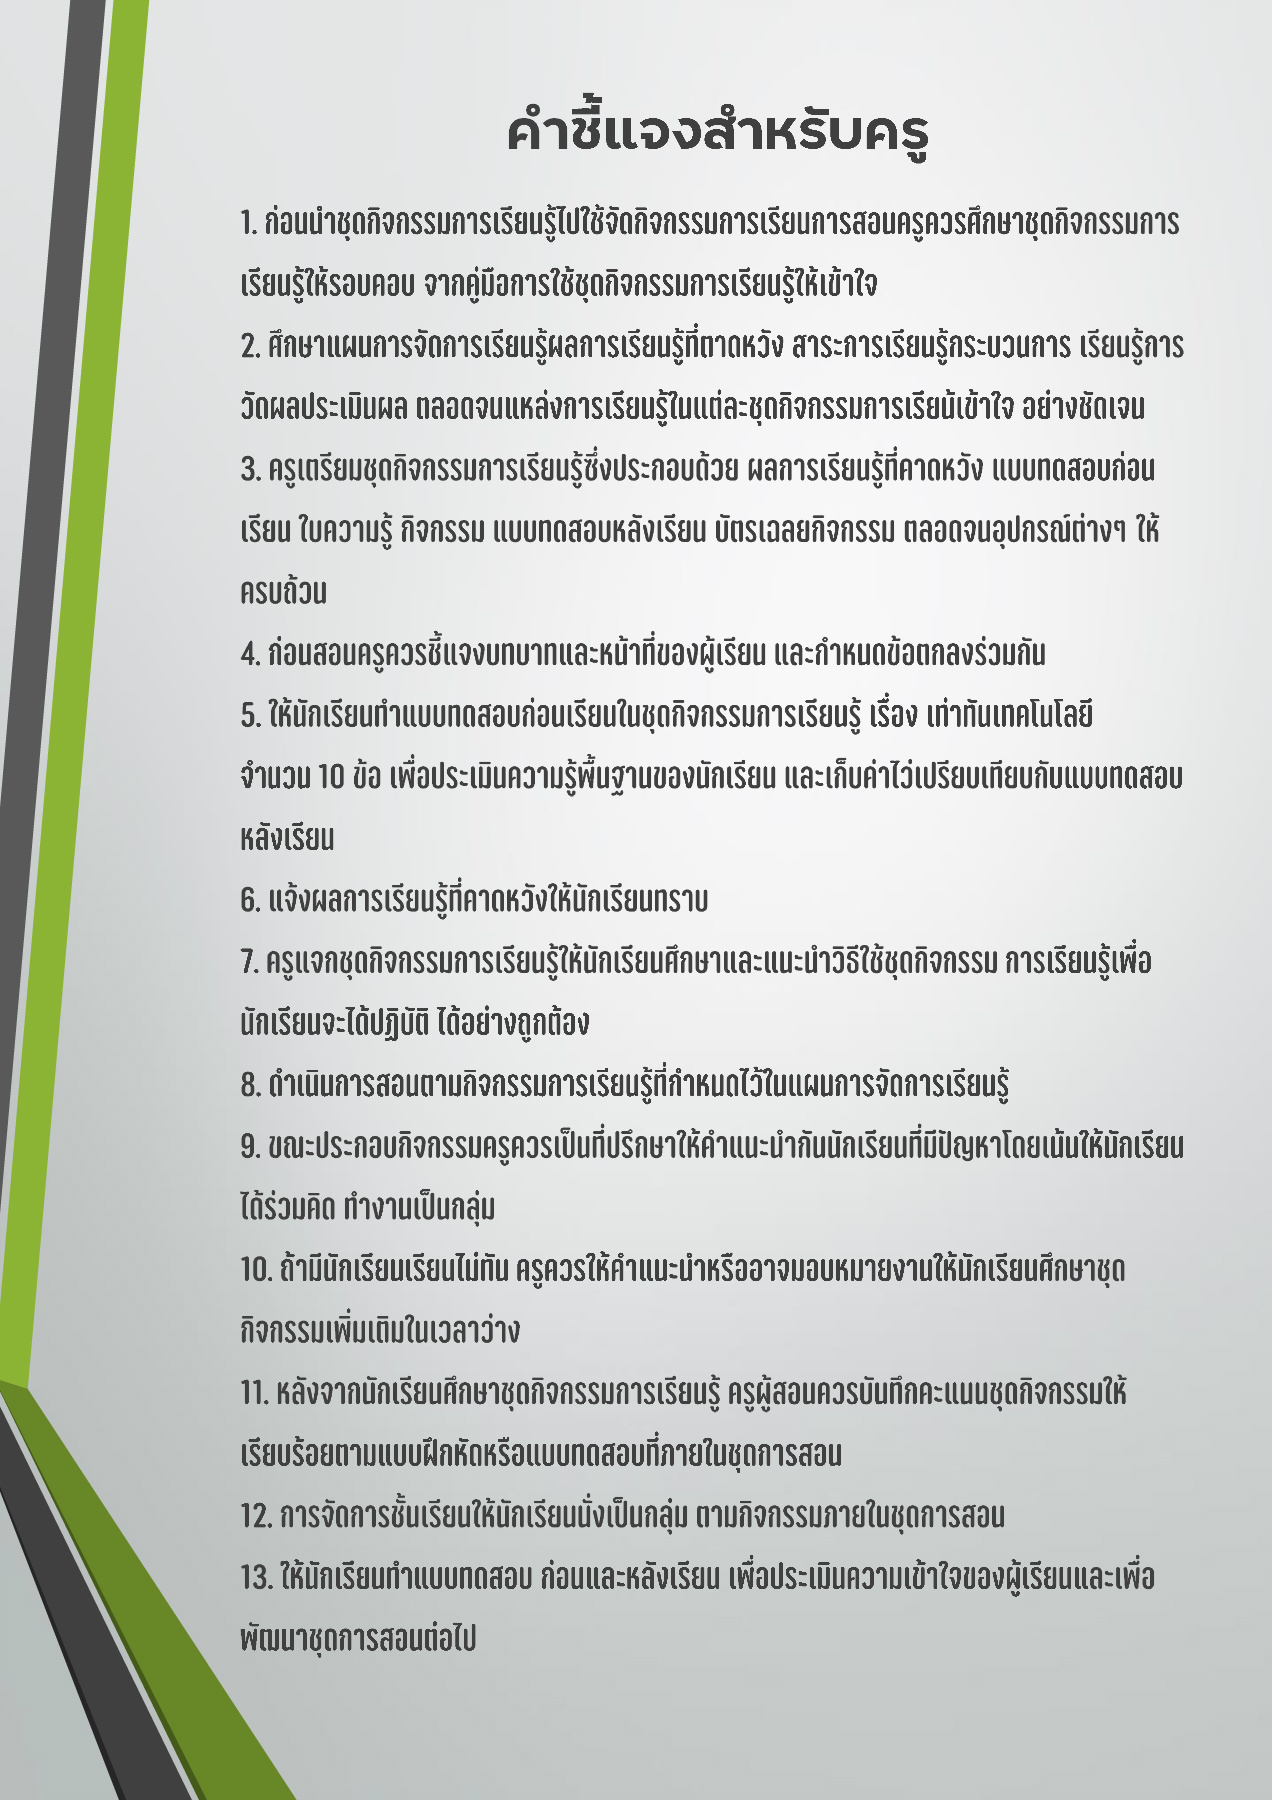 คำชี้แจงสำหรับครู
1. ก่อนนำชุดกิจกรรมการเรียนรู้ไปใช้จัดกิจกรรมการเรียนการสอนครูควรศึกษาชุดกิจกรรมการ
เรียนรู้ให้รอบคอบ จากคู่มือการใช้ชุดกิจกรรมการเรียนรู้ให้เข้าใจ
2. ศึกษาแผนการจัดการเรียนรู้ผลการเรียนรู้ที่ตาดหวัง สาระการเรียนรู้กระบวนการ เรียนรู้การ
วัดผลประเมินผล ตลอดจนแหล่งการเรียนรู้ในแต่ละชุดกิจกรรมการเรียน้เข้าใจ อย่างชัดเจน
3. ครูเตรียมชุดกิจกรรมการเรียนรู้ซึ่งประกอบด้วย ผลการเรียนรู้ที่คาดหวัง แบบทดสอบก่อน
เรียน ใบความรู้ กิจกรรม แบบทดสอบหลังเรียน บัตรเฉลยกิจกรรม ตลอดจนอุปกรณ์ต่างๆ ให้
ครบถ้วน
4. ก่อนสอนครูควรชี้แจงบทบาทและหน้าที่ของผู้เรียน และกำหนดข้อตกลงร่วมกัน
5. ให้นักเรียนทำแบบทดสอบก่อนเรียนในชุดกิจกรรมการเรียนรู้ เรื่อง เท่าทันเทคโนโลยี
จำนวน 10 ข้อ เพื่อประเมินความรู้พื้นฐานของนักเรียน และเก็บค่าไว่เปรียบเทียบกับแบบทดสอบ
หลังเรียน
6. แจ้งผลการเรียนรู้ที่คาดหวังให้นักเรียนทราบ
7. ครูแจกชุดกิจกรรมการเรียนรู้ให้นักเรียนศึกษาและแนะนำวิธีใช้ชุดกิจกรรม การเรียนรู้เพื่อ
นักเรียนจะได้ปฏิบัติ ได้อย่างถูกต้อง
8. ดำเนินการสอนตามกิจกรรมการเรียนรู้ที่กำหนดไว้ในแผนการจัดการเรียนรู้
9. ขณะประกอบกิจกรรมครูควรเป็นที่ปรึกษาให้คำแนะนำกันนักเรียนที่มีปัญหาโดยเน้นให้นักเรียน
ได้ร่วมคิด ทำงานเป็นกลุ่ม
10. ถ้ามีนักเรียนเรียนไม่ทัน ครูควรให้คำแนะนำหรืออาจมอบหมายงานให้นักเรียนศึกษาชุด
กิจกรรมเพิ่มเติมในเวลาว่าง
11. หลังจากนักเรียนศึกษาชุดกิจกรรมการเรียนรู้ ครูผู้สอนควรบันทึกคะแนนชุดกิจกรรมให้
เรียบร้อยตามแบบฝึกหัดหรือแบบทดสอบที่ภายในชุดการสอน
12. การจัดการชั้นเรียนให้นักเรียนนั่งเป็นกลุ่ม ตามกิจกรรมภายในชุดการสอน
13. ให้นักเรียนทำแบบทดสอบ ก่อนและหลังเรียน เพื่อประเมินความเข้าใจของผู้เรียนและเพื่อ
พัฒนาชุดการสอนต่อไป